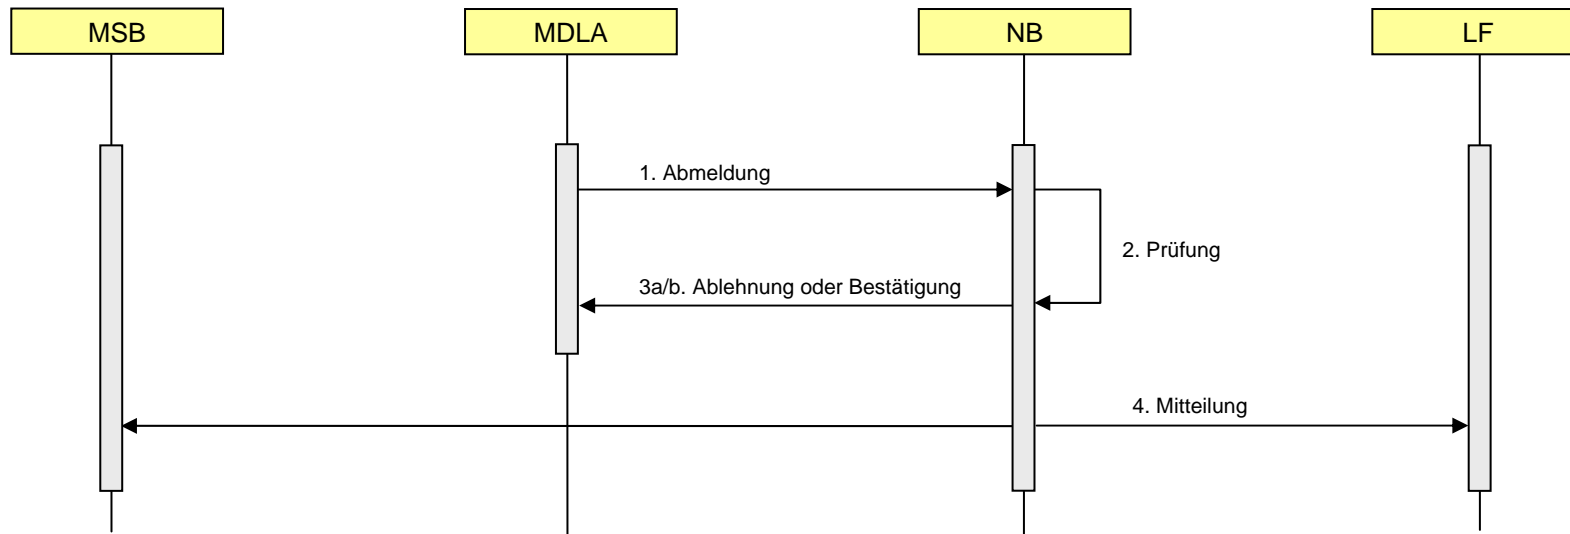 MSB
MDLA
NB
LF
1. Abmeldung
2. Prüfung
3a/b. Ablehnung oder Bestätigung
4. Mitteilung